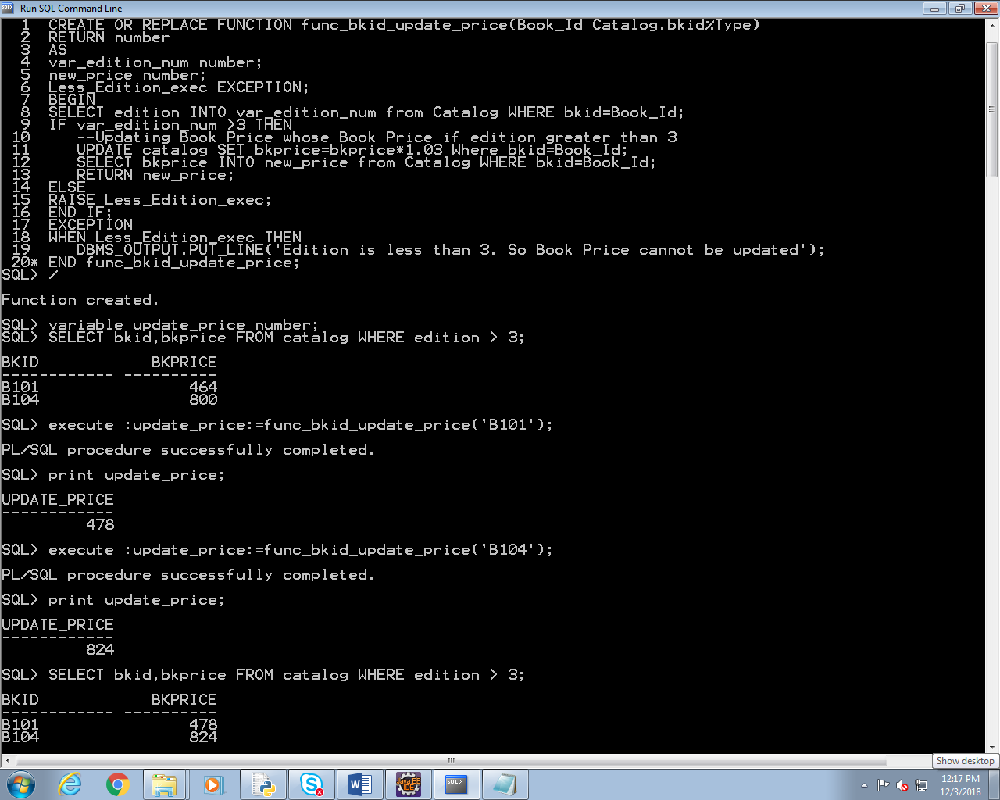 Run SQL Command Line
1 CREATE OR REPLACE FUNCTION func_bkid_update_price(Book_Id Catalog.bkid%Type)
2 RETURN number
3 AS
4 var_edition_num number;
5 new_price number;
6 Less_Edition_exec EXCEPTION;
7 BEGIN
8 SELECT edition INTO var_edition_num from Catalog WHERE bkid=Book_Id;
9 IF var_edition_num >3 THEN
10 --Updating Book Price whose Book Price if edition greater than 3
11 UPDATE catalog SET bkprice=bkprice*1.03 Where bkid=Book_Id;
12 SELECT bkprice INTO new_price from Catalog WHERE bkid=Book_Id;
13 RETURN new_price;
14 ELSE
15 RAISE Less_Edition_exec;
16 END IF;
17 EXCEPTION
18 WHEN Less_Edition_exec THEN
19 DBMS_OUTPUT.PUT_LINE('Edition is less than 3. So Book Price cannot be updated');
20* END func_bkid_update_price;
SQL> /
Function created.
SQL> variable update_price number;
SQL> SELECT bkid,bkprice FROM catalog WHERE edition > 3;
BKID BKPRICE
------------ ----------
B101 464
B104 800
SQL> execute :update_price:=func_bkid_update_price('B101');
PL/SQL procedure successfully completed.
SQL> print update_price;
UPDATE_PRICE
------------
478
SQL> execute :update_price:=func_bkid_update_price('B104');
PL/SQL procedure successfully completed.
SQL> print update_price;
UPDATE_PRICE
------------
824
SQL> SELECT bkid,bkprice FROM catalog WHERE edition > 3;
BKID BKPRICE
------------ ----------
B101 478
B104 824
Show desktop
Java EE
IDE
SQL>
12:17 PM
12/3/2018